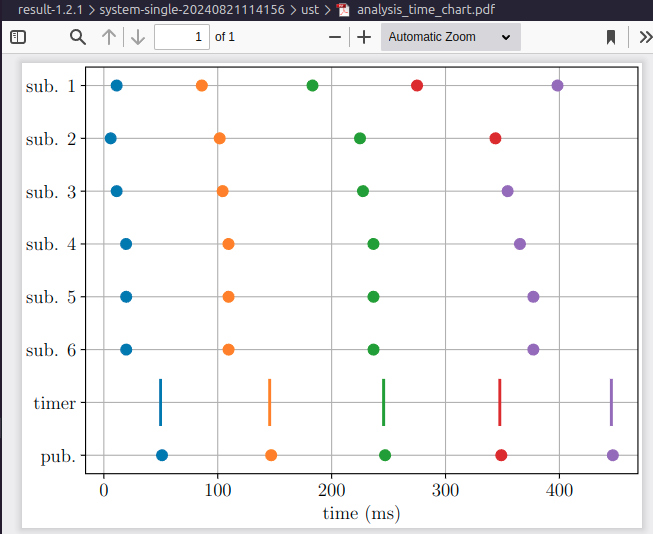 result-1.2.1 > system-single-20240821114156 > ust > analysis_time_chart.pdf
1 of 1 Automatic Zoom
sub. 1
sub. 2
sub. 3
sub. 4
sub. 5
sub. 6
timer
pub.
0 100 200 300 400
time (ms)